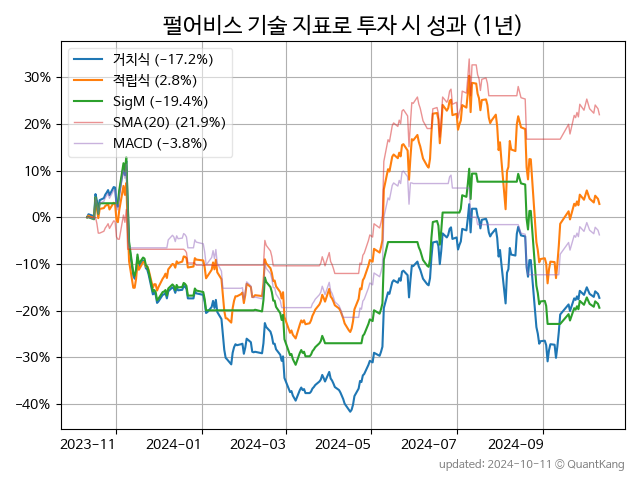 펄어비스 기술 지표로 투자 시 성과 (1년)
거치식 (−17.2%)
적립식 (2.8%)
SigM (−19.4%)
SMA(20) (21.9%)
MACD (−3.8%)
30%
20%
10%
0%
−10%
−20%
−30%
−40%
2023-11 2024-01 2024-03 2024-05 2024-07 2024-09
updated: 2024-10-11 © QuantKang